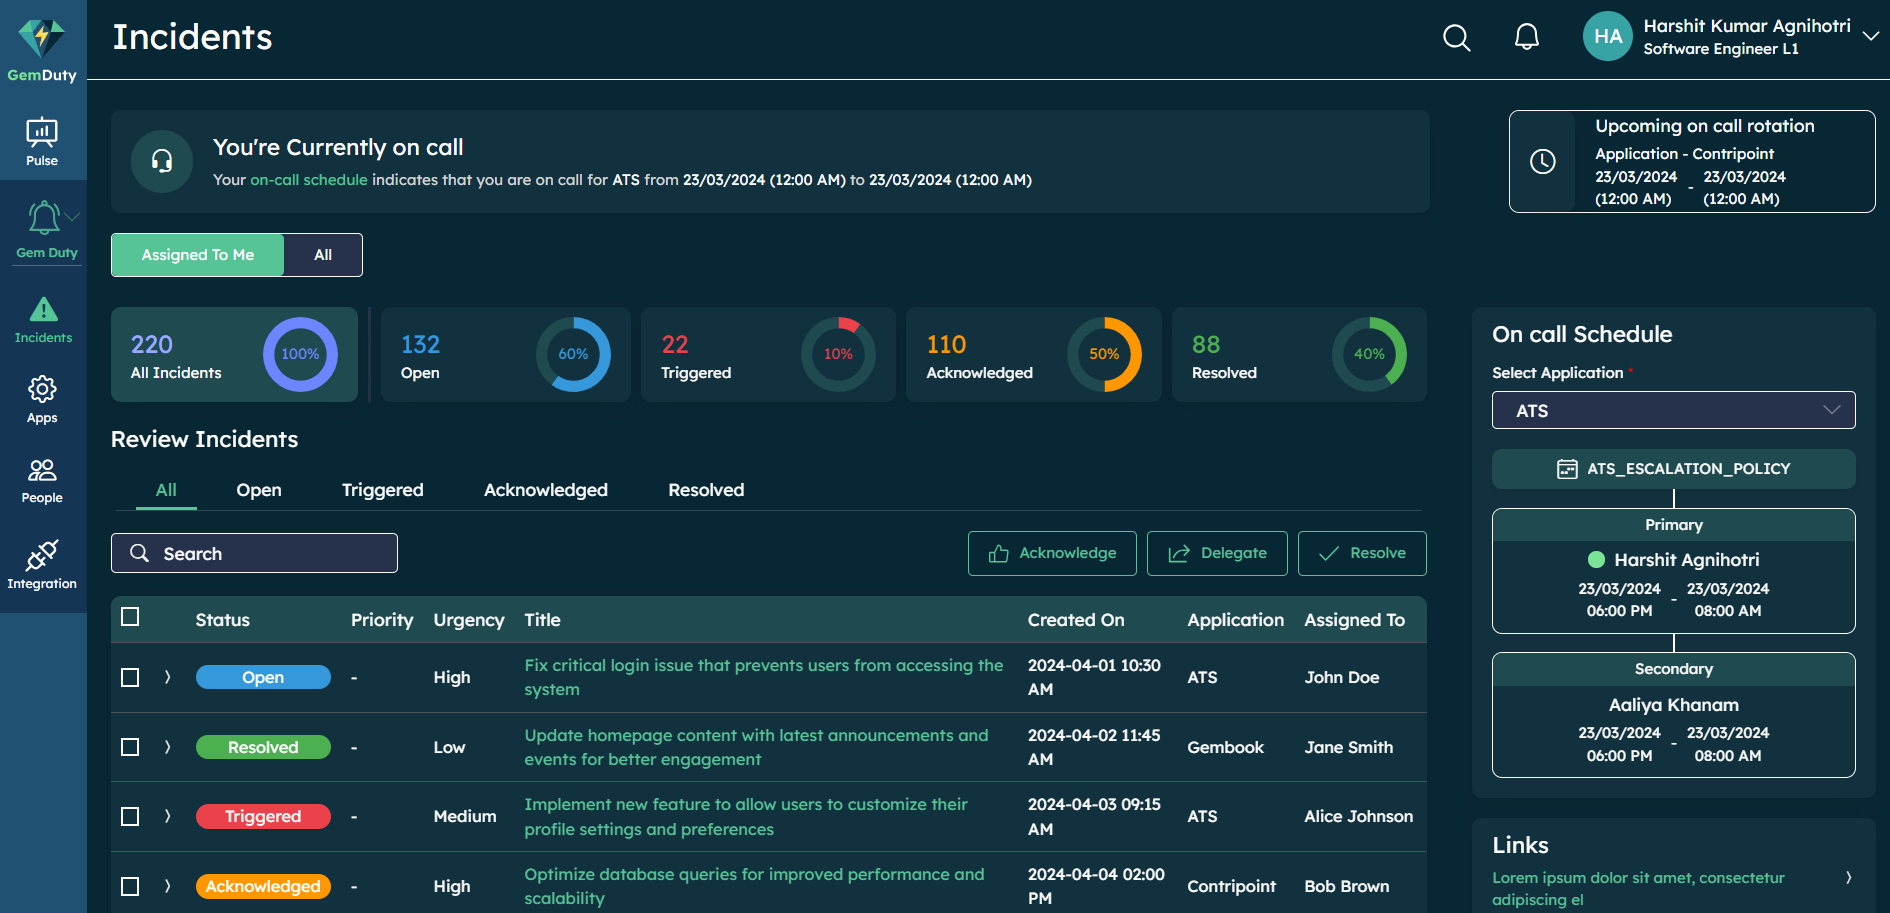 GemDuty
Pulse
Gem Duty
Incidents
Apps
People
Integration
Incidents
HA
Harshit Kumar Agnihotri
Software Engineer L1
You're Currently on call
Your on-call schedule indicates that you are on call for ATS from 23/03/2024 (12:00 AM) to 23/03/2024 (12:00 AM)
Upcoming on call rotation
Application - Contripoint
23/03/2024 - 23/03/2024
(12:00 AM) (12:00 AM)
Assigned To Me All
220
All Incidents
100%
132
Open
60%
22
Triggered
10%
110
Acknowledged
50%
88
Resolved
40%
Review Incidents
All Open Triggered Acknowledged Resolved
Search
Acknowledge Delegate Resolve
Status Priority Urgency Title Created On Application Assigned To
Open - High Fix critical login issue that prevents users from accessing the 2024-04-01 10:30 ATS John Doe
system AM
Resolved - Low Update homepage content with latest announcements and 2024-04-02 11:45 Gembook Jane Smith
events for better engagement AM
Triggered - Medium Implement new feature to allow users to customize their 2024-04-03 09:15 ATS Alice Johnson
profile settings and preferences AM
Acknowledged - High Optimize database queries for improved performance and 2024-04-04 02:00 Contripoint Bob Brown
scalability PM
On call Schedule
Select Application *
ATS
ATS_ESCALATION_POLICY
Primary
Harshit Agnihotri
23/03/2024 - 23/03/2024
06:00 PM 08:00 AM
Secondary
Aaliya Khanam
23/03/2024 - 23/03/2024
06:00 PM 08:00 AM
Links
Lorem ipsum dolor sit amet, consectetur
adipiscing el